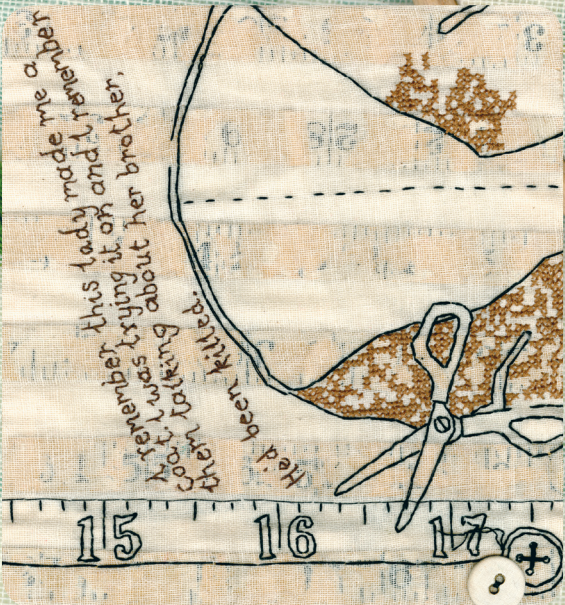 I remember this lady made me a
coat. I was trying it on and I remember
them talking about her brother,
He'd been killed.
15 16 17
3